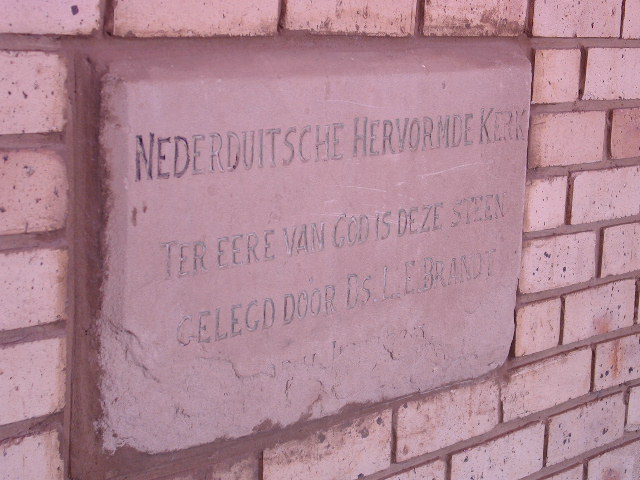 NEDERDUITSCHE HERVORMDE KERK
TER EERE VAN GOD IS DEZE STEEN
GELEGD DOOR DS. L. E. BRANDT